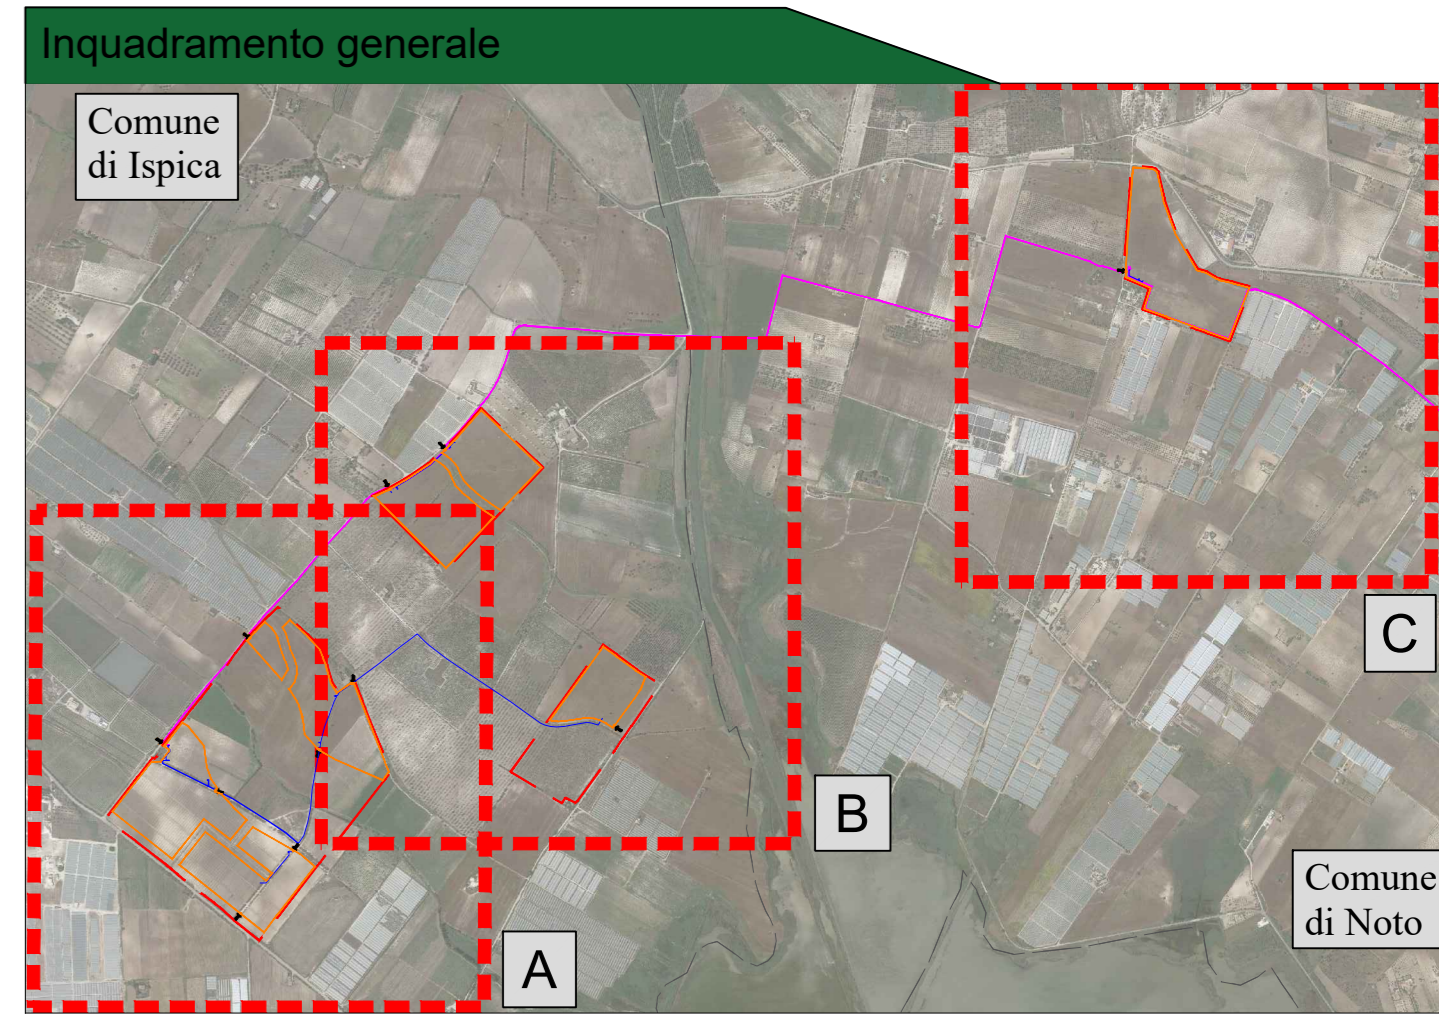 Inquadramento generale
Comune
di Ispica
C
B
Comune
di Noto
A